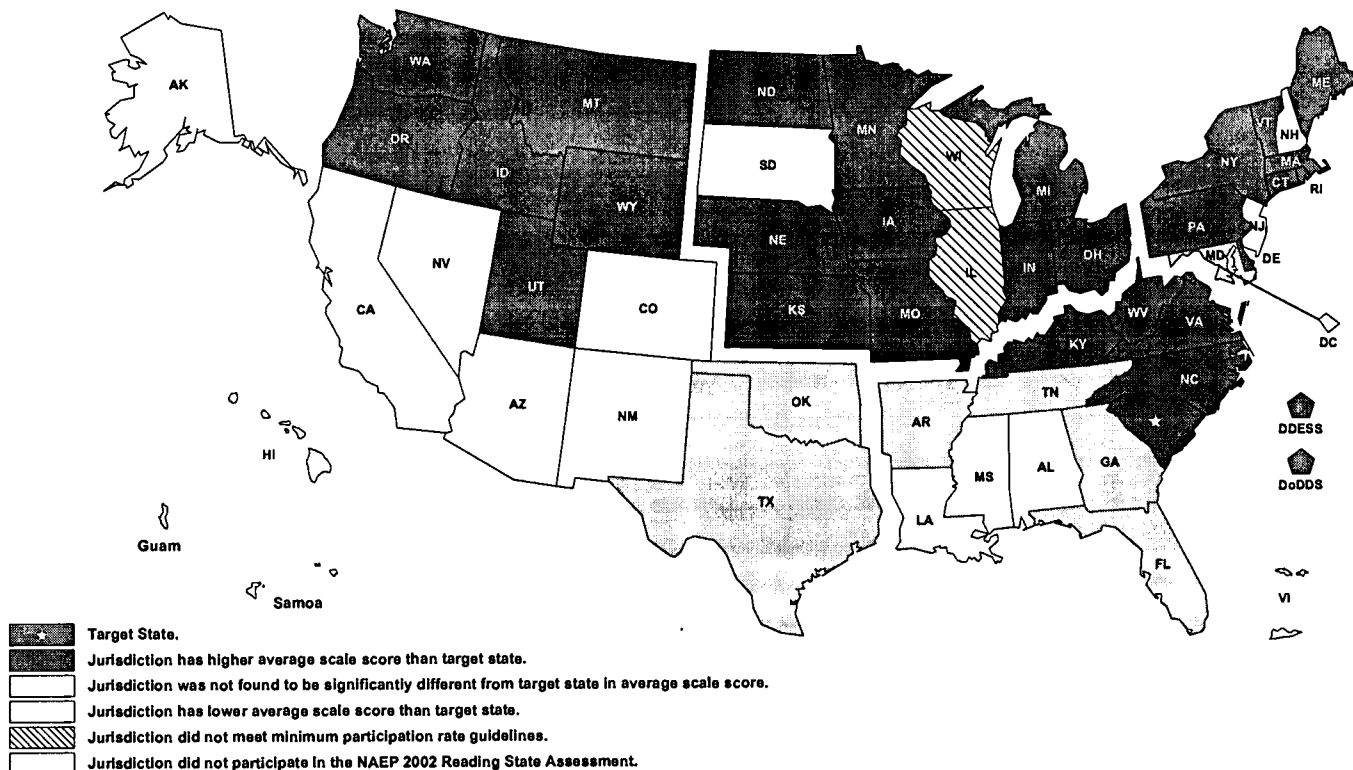 AK
WA
MT
ND
MN
ME
VT
NH
DR
ID
SD
WI
NY
MA
WY
MI
CT
RI
IA
PA
NE
NJ
NV
UT
IL
IN
DH
MD
DE
CA
CO
KS
MO
WV
VA
KY
DC
AZ
NM
OK
TN
NC
AR
DDESS
HI
MS
AL
GA
DoDDS
TX
LA
Guam
FL
Samoa
VI
Target State.
Jurisdiction has higher average scale score than target state.
Jurisdiction was not found to be significantly different from target state in average scale score.
Jurisdiction has lower average scale score than target state.
Jurisdiction did not meet minimum participation rate guidelines.
Jurisdiction did not participate in the NAEP 2002 Reading State Assessment.